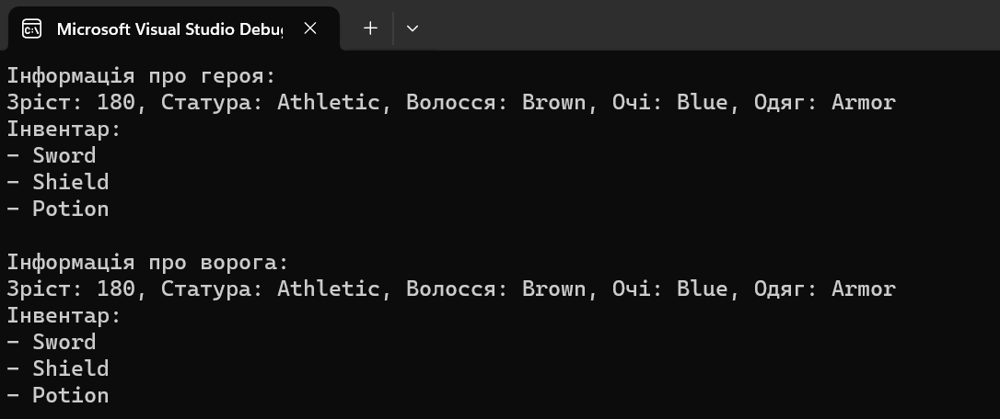 Microsoft Visual Studio Debu
Інформація про героя:
Зріст: 180, Статура: Athletic, Волосся: Brown, Очі: Blue, Одяг: Armor
Інвентар:
- Sword
- Shield
- Potion
Інформація про ворога:
Зріст: 180, Статура: Athletic, Волосся: Brown, Очі: Blue, Одяг: Armor
Інвентар:
- Sword
- Shield
- Potion